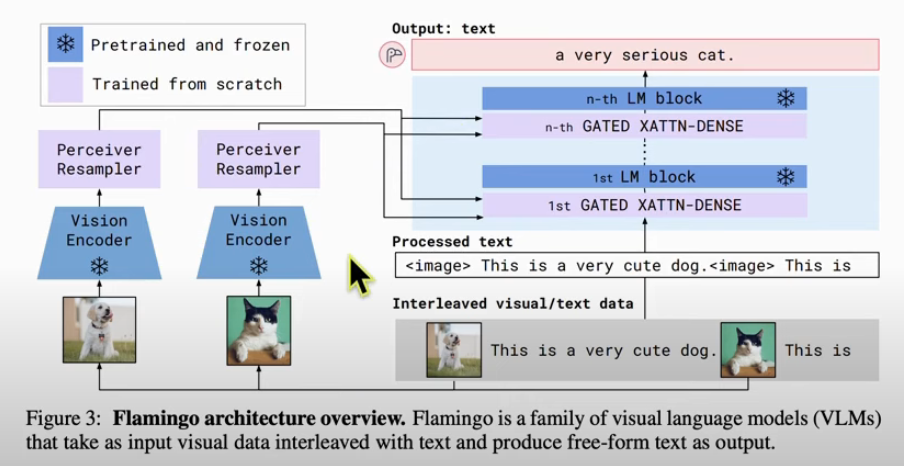 Output: text
a very serious cat.
Pretrained and frozen
Trained from scratch
n-th LM block
n-th GATED XATTN-DENSE
1st LM block
1st GATED XATTN-DENSE
Perceiver
Resampler
Perceiver
Resampler
Vision
Encoder
Vision
Encoder
Processed text
<image> This is a very cute dog.<image> This is
Interleaved visual/text data
This is a very cute dog.
This is
Figure 3: Flamingo architecture overview. Flamingo is a family of visual language models (VLMs)
that take as input visual data interleaved with text and produce free-form text as output.